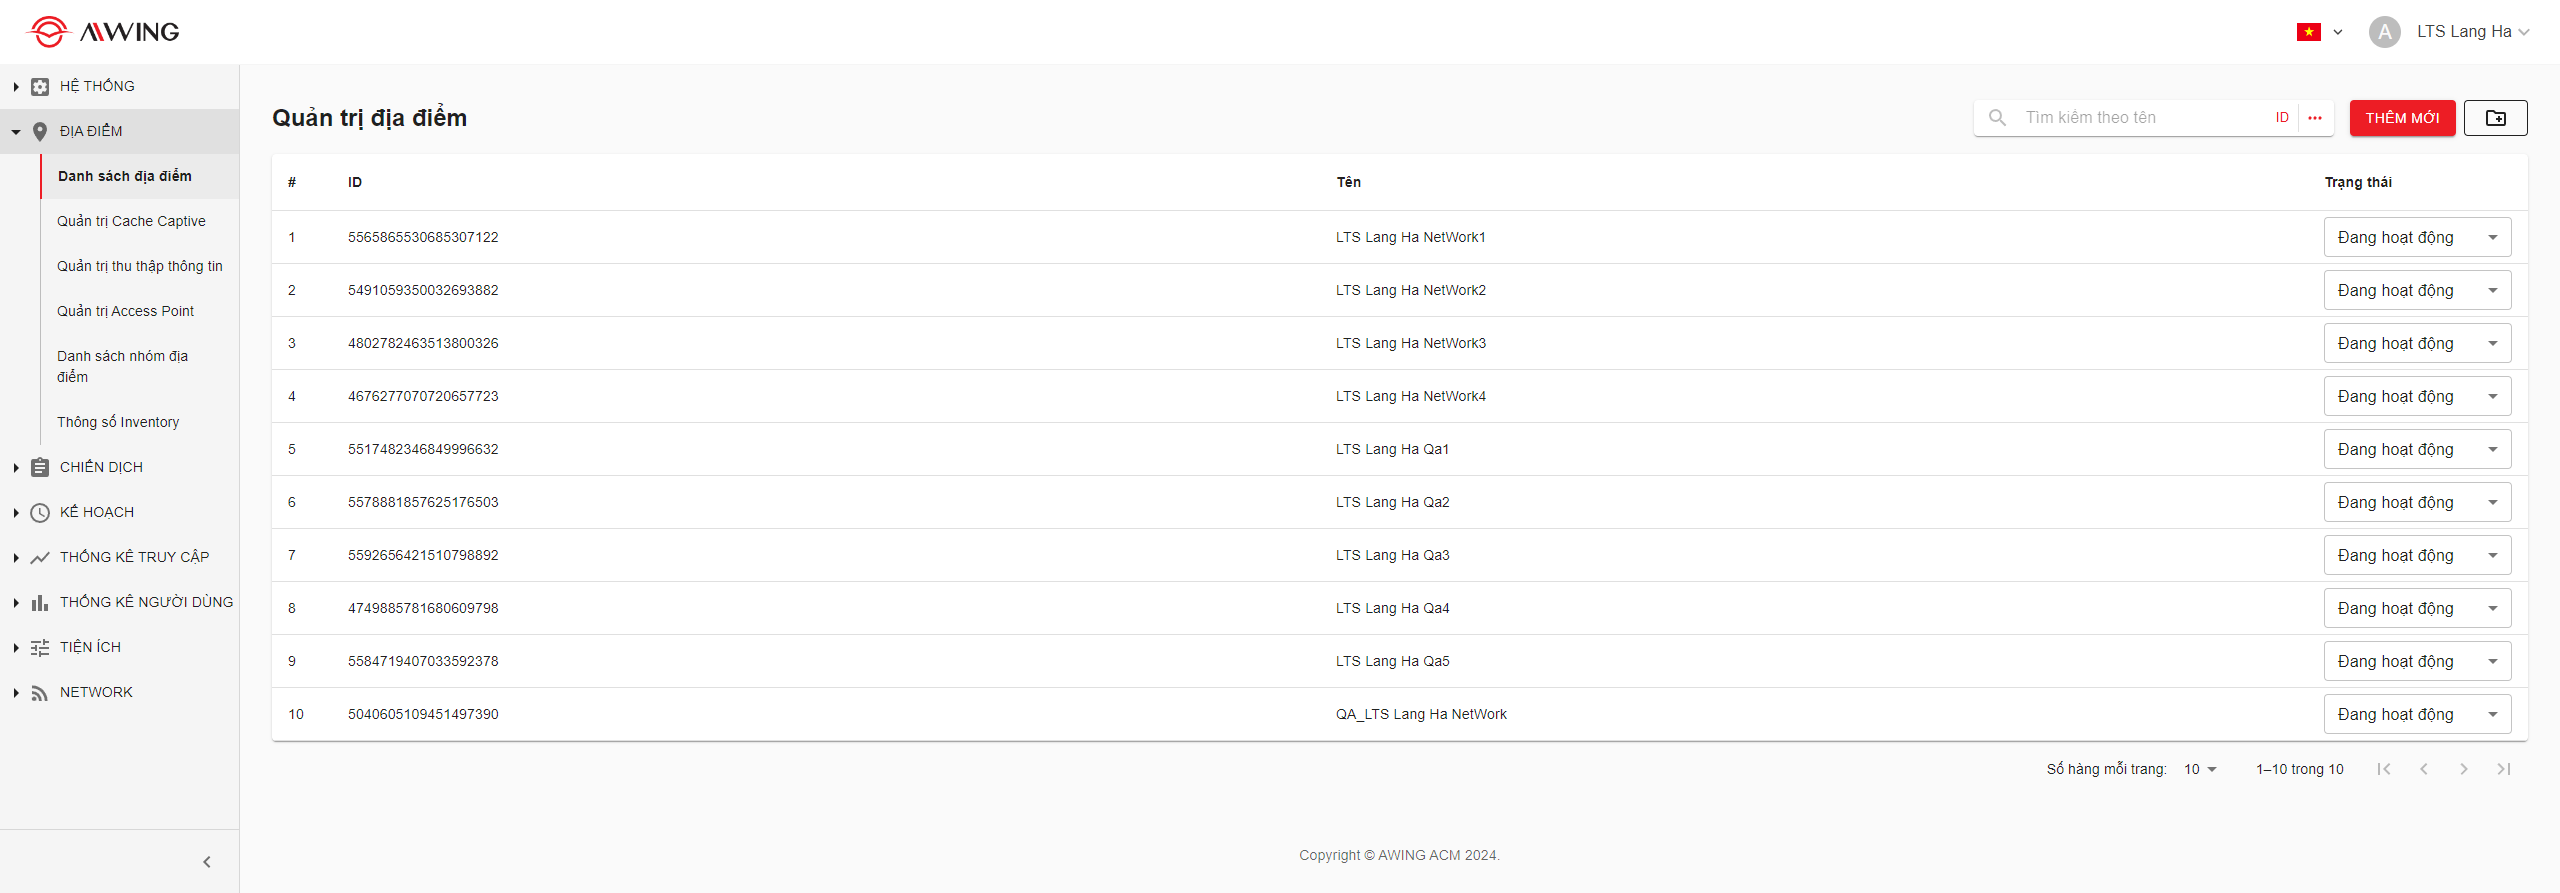 AWING
A
LTS Lang Ha
HỆ THỐNG
ĐỊA ĐIỂM
Danh sách địa điểm
Quản trị Cache Captive
Quản trị thu thập thông tin
Quản trị Access Point
Danh sách nhóm địa
điểm
Thông số Inventory
CHIẾN DỊCH
KẾ HOẠCH
THỐNG KÊ TRUY CẬP
THỐNG KÊ NGƯỜI DÙNG
TIỆN ÍCH
NETWORK
Quản trị địa điểm
Tìm kiếm theo tên
ID
THÊM MỚI
# ID Tên Trạng thái
1 5565865530685307122 LTS Lang Ha NetWork1 Đang hoạt động
2 5491059350032693882 LTS Lang Ha NetWork2 Đang hoạt động
3 4802782463513800326 LTS Lang Ha NetWork3 Đang hoạt động
4 4676277070720657723 LTS Lang Ha NetWork4 Đang hoạt động
5 5517482346849996632 LTS Lang Ha Qa1 Đang hoạt động
6 5578881857625176503 LTS Lang Ha Qa2 Đang hoạt động
7 5592656421510798892 LTS Lang Ha Qa3 Đang hoạt động
8 4749885781680609798 LTS Lang Ha Qa4 Đang hoạt động
9 5584719407033592378 LTS Lang Ha Qa5 Đang hoạt động
10 5040605109451497390 QA_LTS Lang Ha NetWork Đang hoạt động
Số hàng mỗi trang: 10 1–10 trong 10
Copyright © AWING ACM 2024.